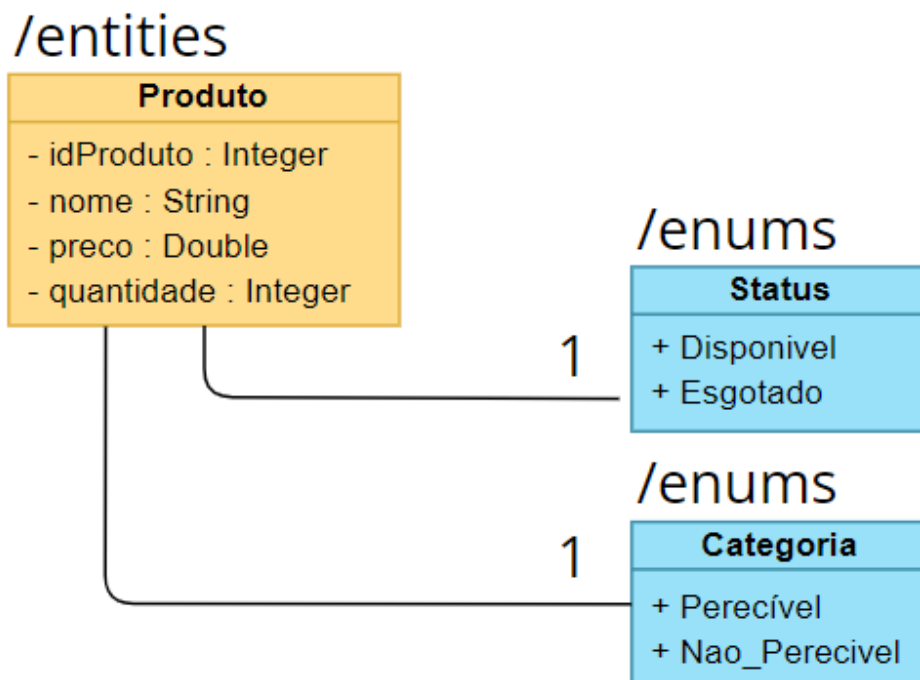 /entities
Produto
- idProduto : Integer
- nome : String
- preco : Double
- quantidade : Integer
/enums
Status
1
+ Disponivel
+ Esgotado
/enums
Categoria
1
+ Perecível
+ Nao_Perecivel